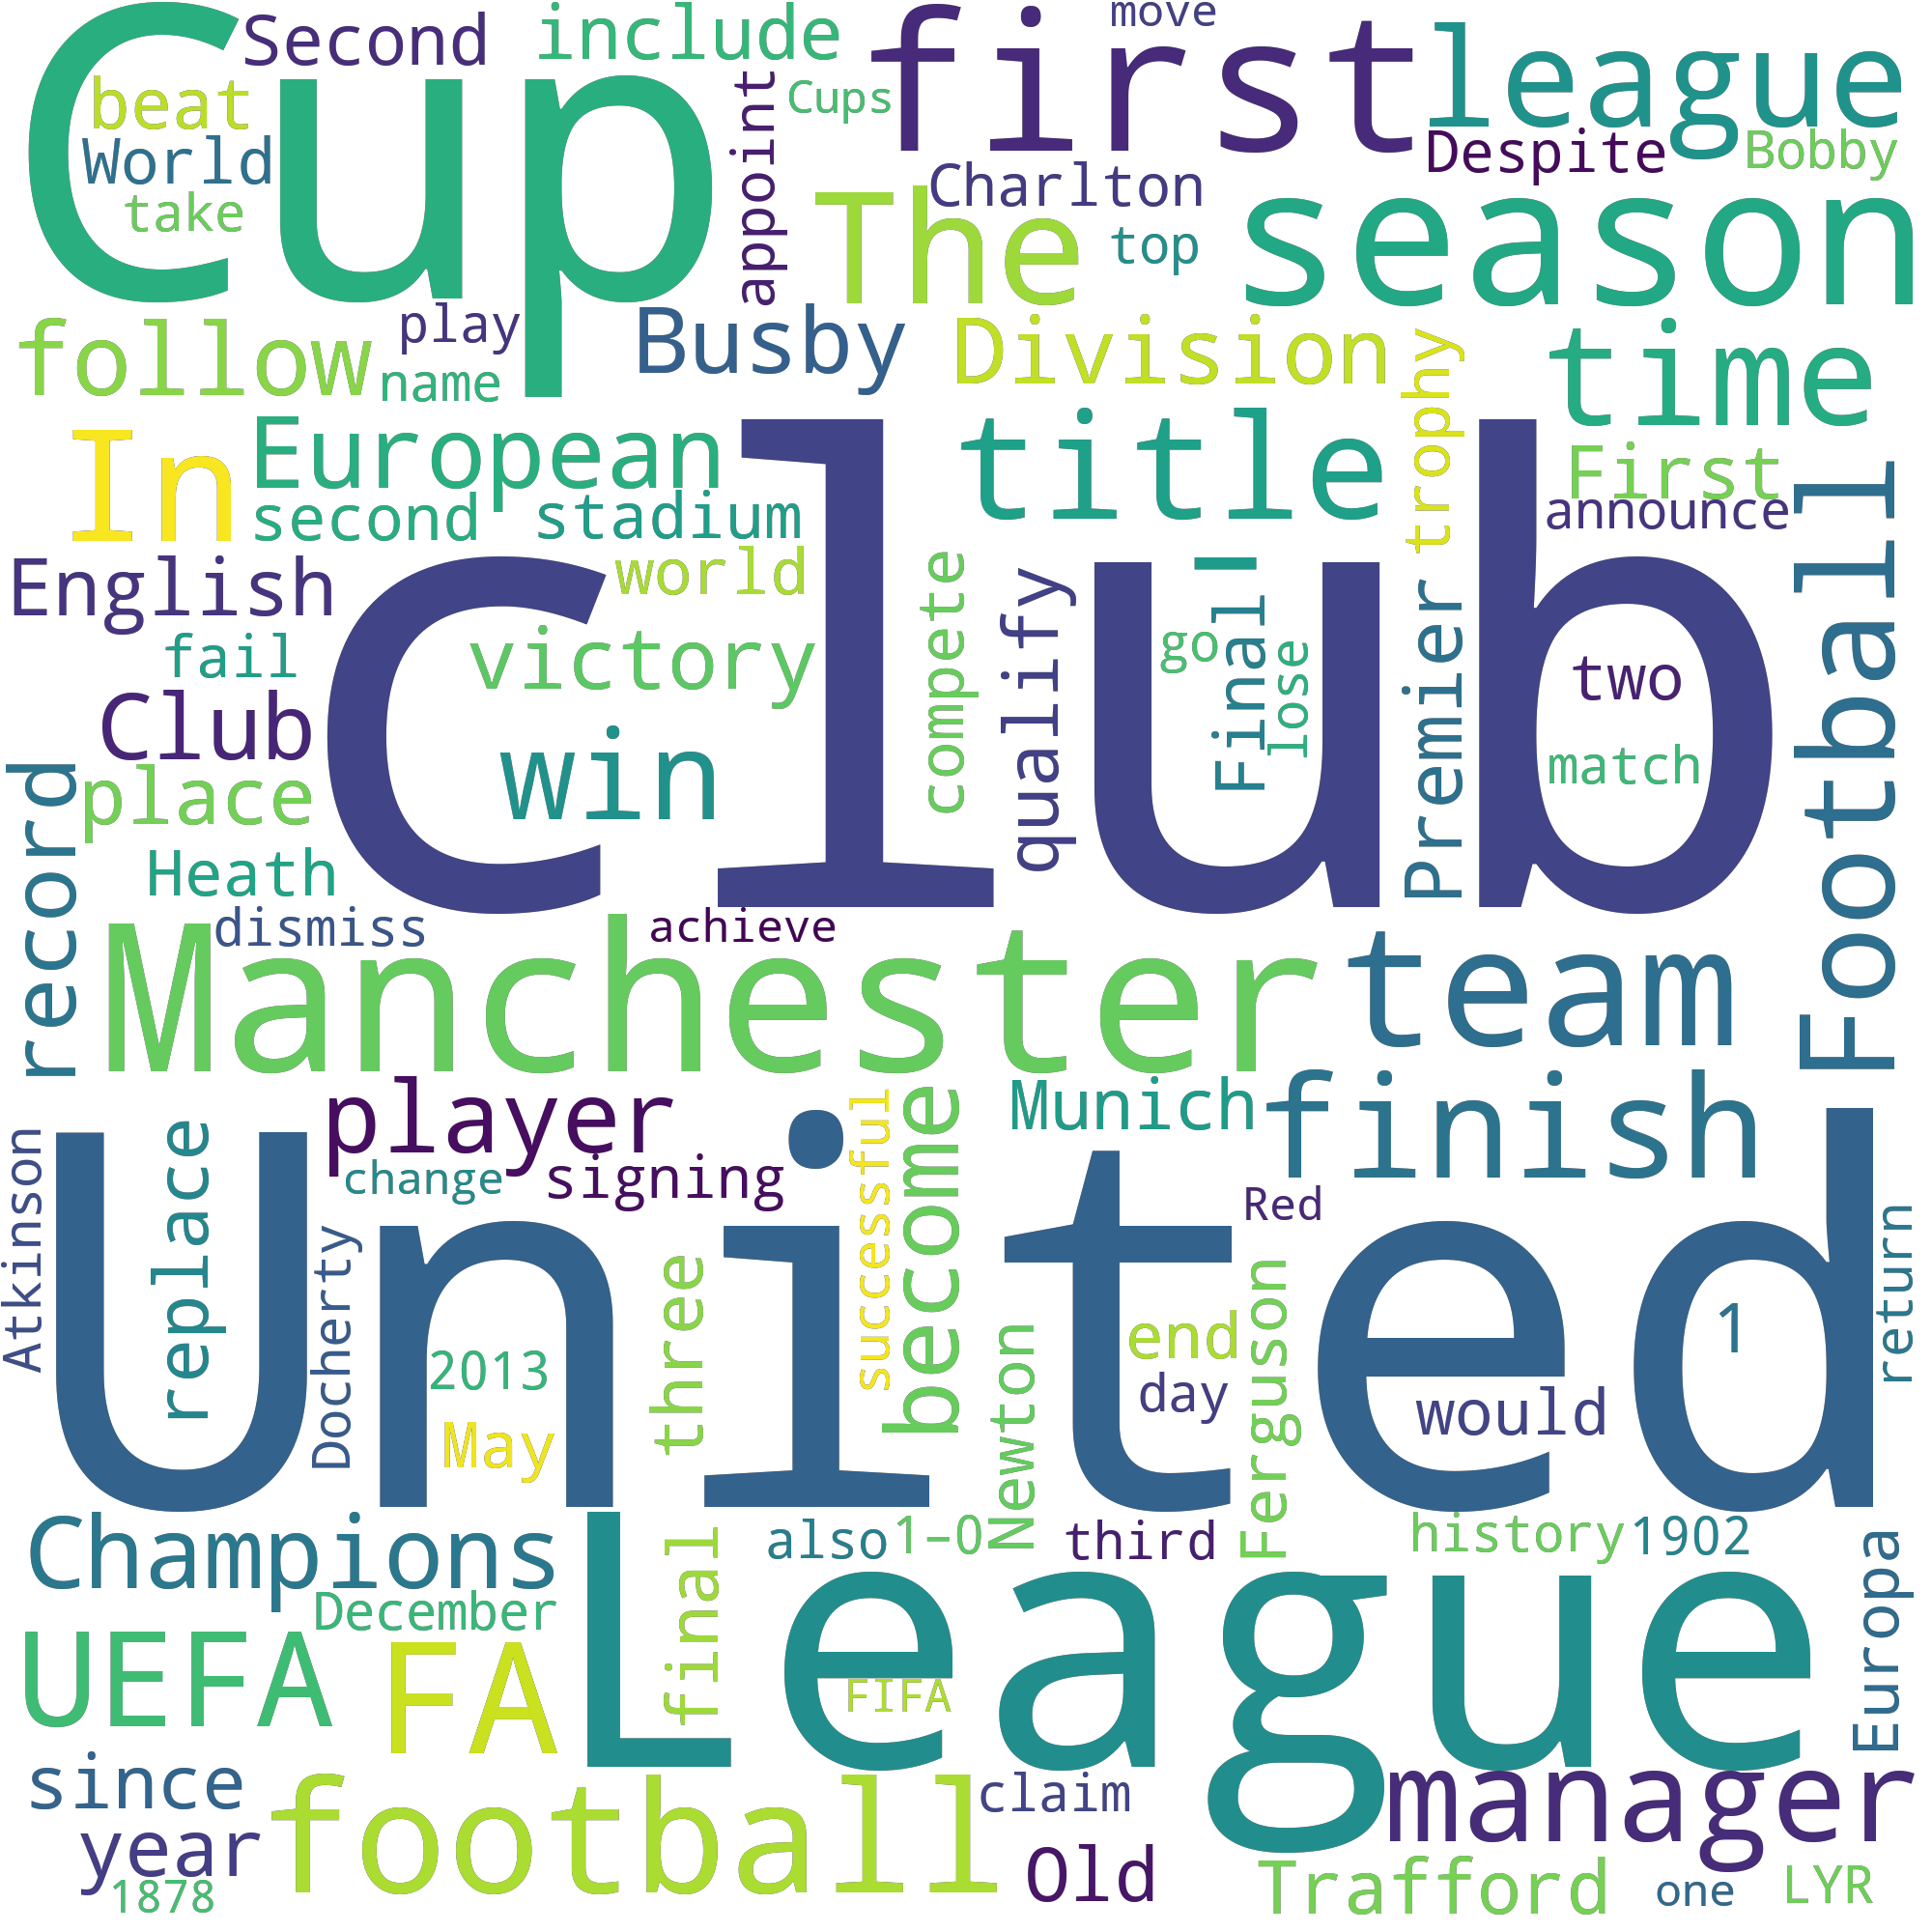 Cup
Second
include
move
first
league
beat
World
take
appoint
Cups
Charlton
Despite
Bobby
The
top
season
follow
play
name
Busby
Division
trophy
time
In
European
second
stadium
title
First
announce
Football
English
world
club
compete
qualify
go
Final
lose
I
Premier
two
match
fail
victory
Club
win
place
record
Heath
dismiss
achieve
Manchester
team
player
Munich
finish
Atkinson
replace
change
signing
successful
become
Red
return
United
Docherty
2013
May
three
Newton
end
day
Ferguson
would
1
Champions
December
final
also
1–0
third
history
1902
Europa
UEFA
FA
League
FIFA
since
year
1878
football
claim
Old
manager
Trafford
one
LYR